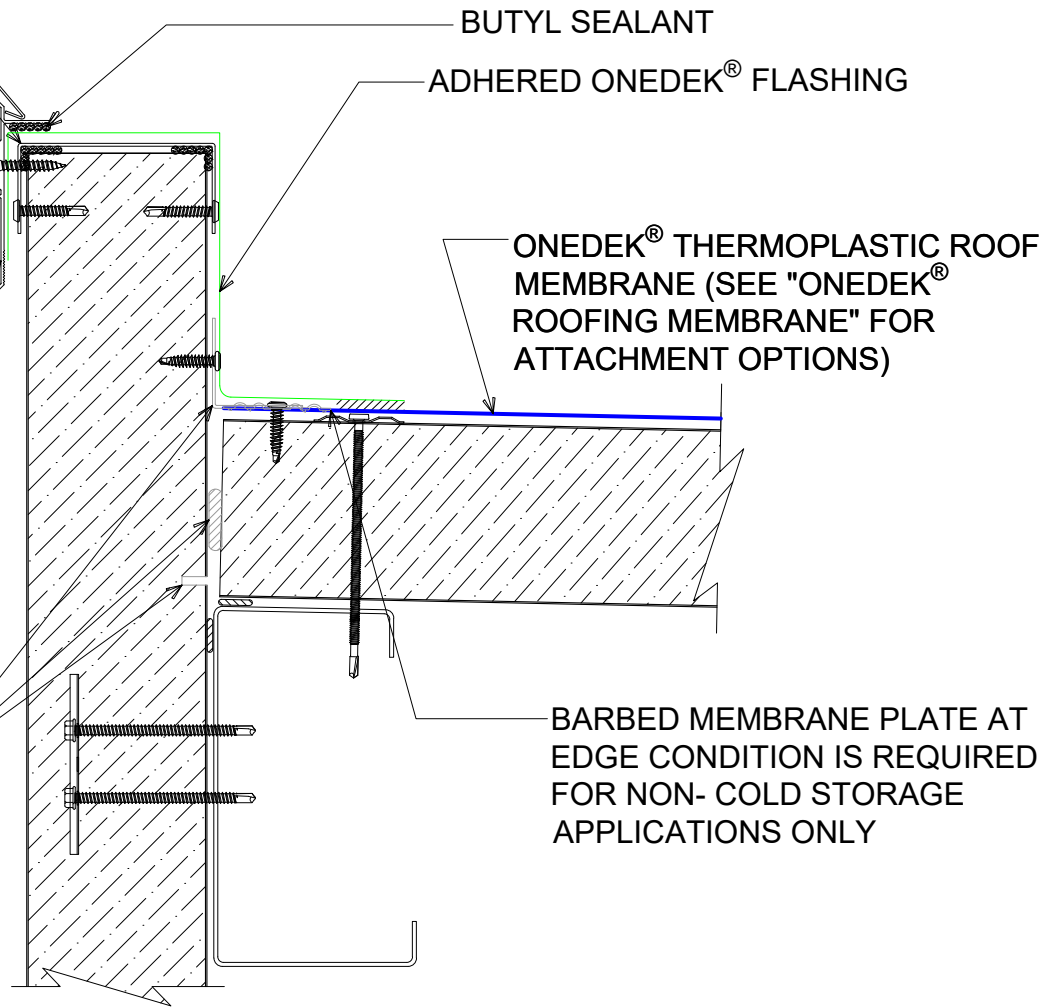 BUTYL SEALANT
ADHERED ONEDEK® FLASHING
ONEDEK® THERMOPLASTIC ROOF
MEMBRANE (SEE "ONEDEK®
ROOFING MEMBRANE" FOR
ATTACHMENT OPTIONS)
BARBED MEMBRANE PLATE AT
EDGE CONDITION IS REQUIRED
FOR NON- COLD STORAGE
APPLICATIONS ONLY